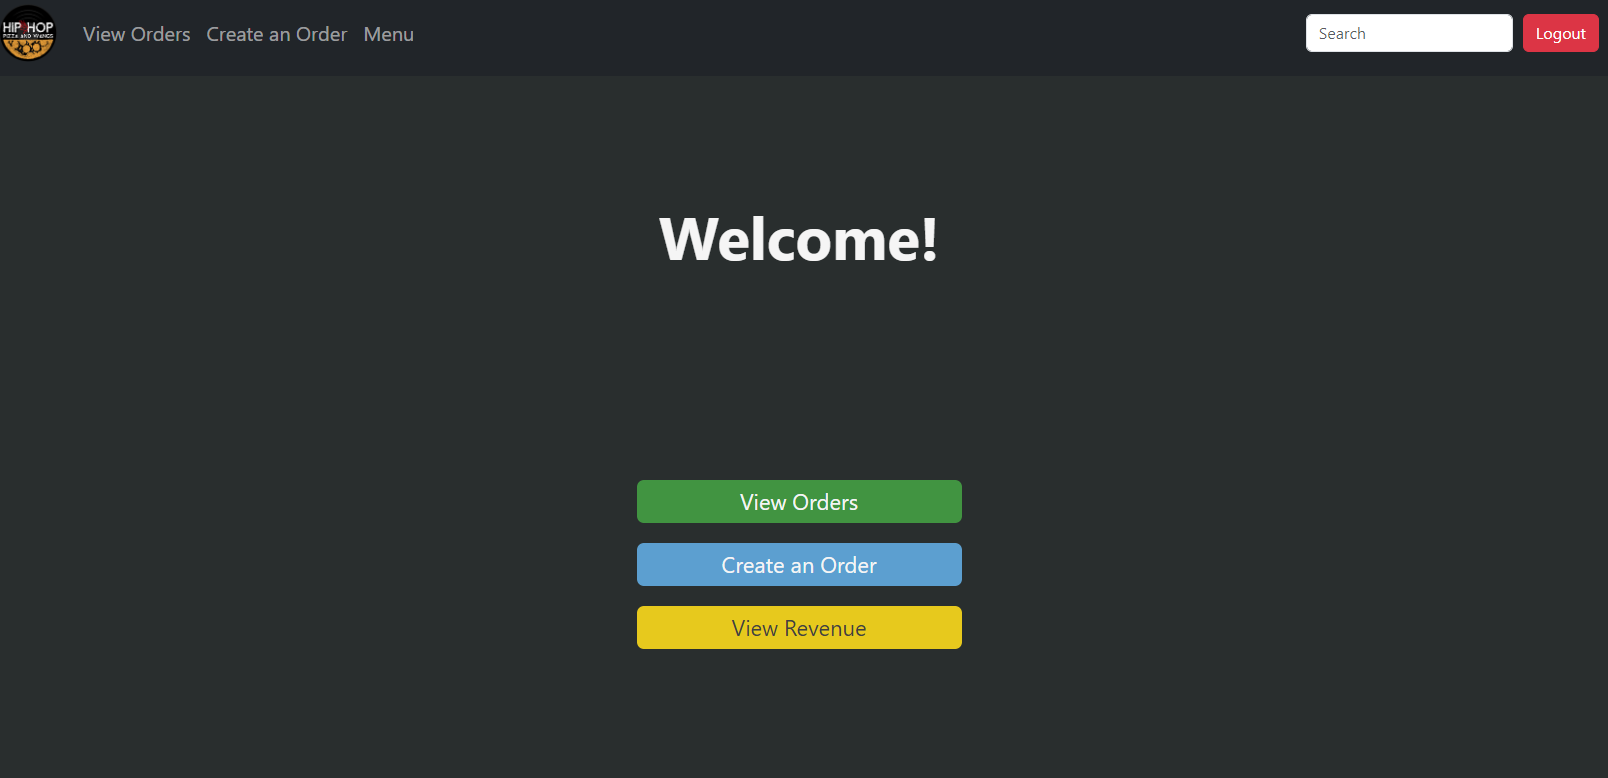 HIP HOP
PIZZA AND WINGS
View Orders Create an Order Menu
Search
Logout
Welcome!
View Orders
Create an Order
View Revenue